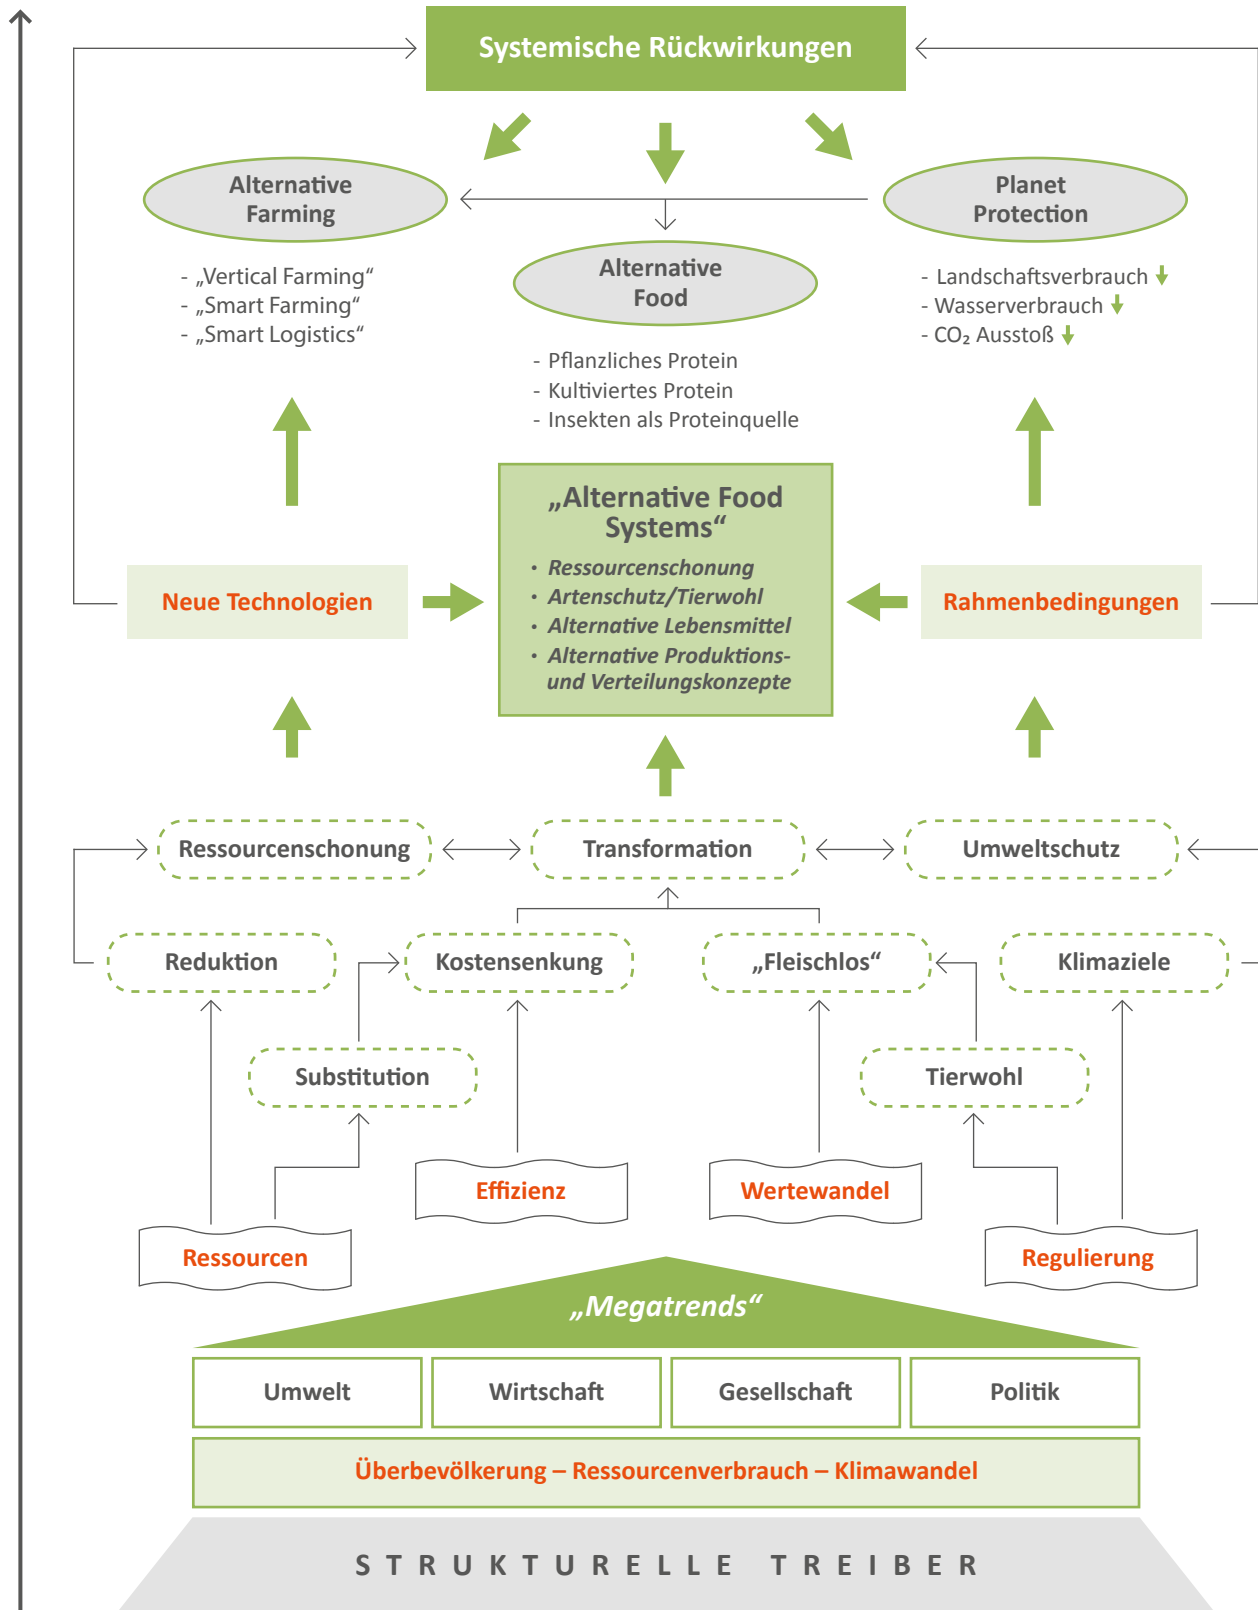 Systemische Rückwirkungen
Alternative
Farming
Planet
Protection
- „Vertical Farming“
- „Smart Farming“
- „Smart Logistics“
Alternative
Food
- Landschaftsverbrauch
- Wasserverbrauch
- CO₂ Ausstoß
- Pflanzliches Protein
- Kultiviertes Protein
- Insekten als Proteinquelle
„Alternative Food
Systems“
• Ressourcenschonung
• Artenschutz/Tierwohl
• Alternative Lebensmittel
• Alternative Produktions-
und Verteilungskonzepte
Neue Technologien
Rahmenbedingungen
Ressourcenschonung
Transformation
Umweltschutz
Reduktion
Kostensenkung
„Fleischlos“
Klimaziele
Substitution
Tierwohl
Effizienz
Wertewandel
Ressourcen
Regulierung
„Megatrends“
Umwelt
Wirtschaft
Gesellschaft
Politik
Überbevölkerung – Ressourcenverbrauch – Klimawandel
STRUKTURELLE TREIBER